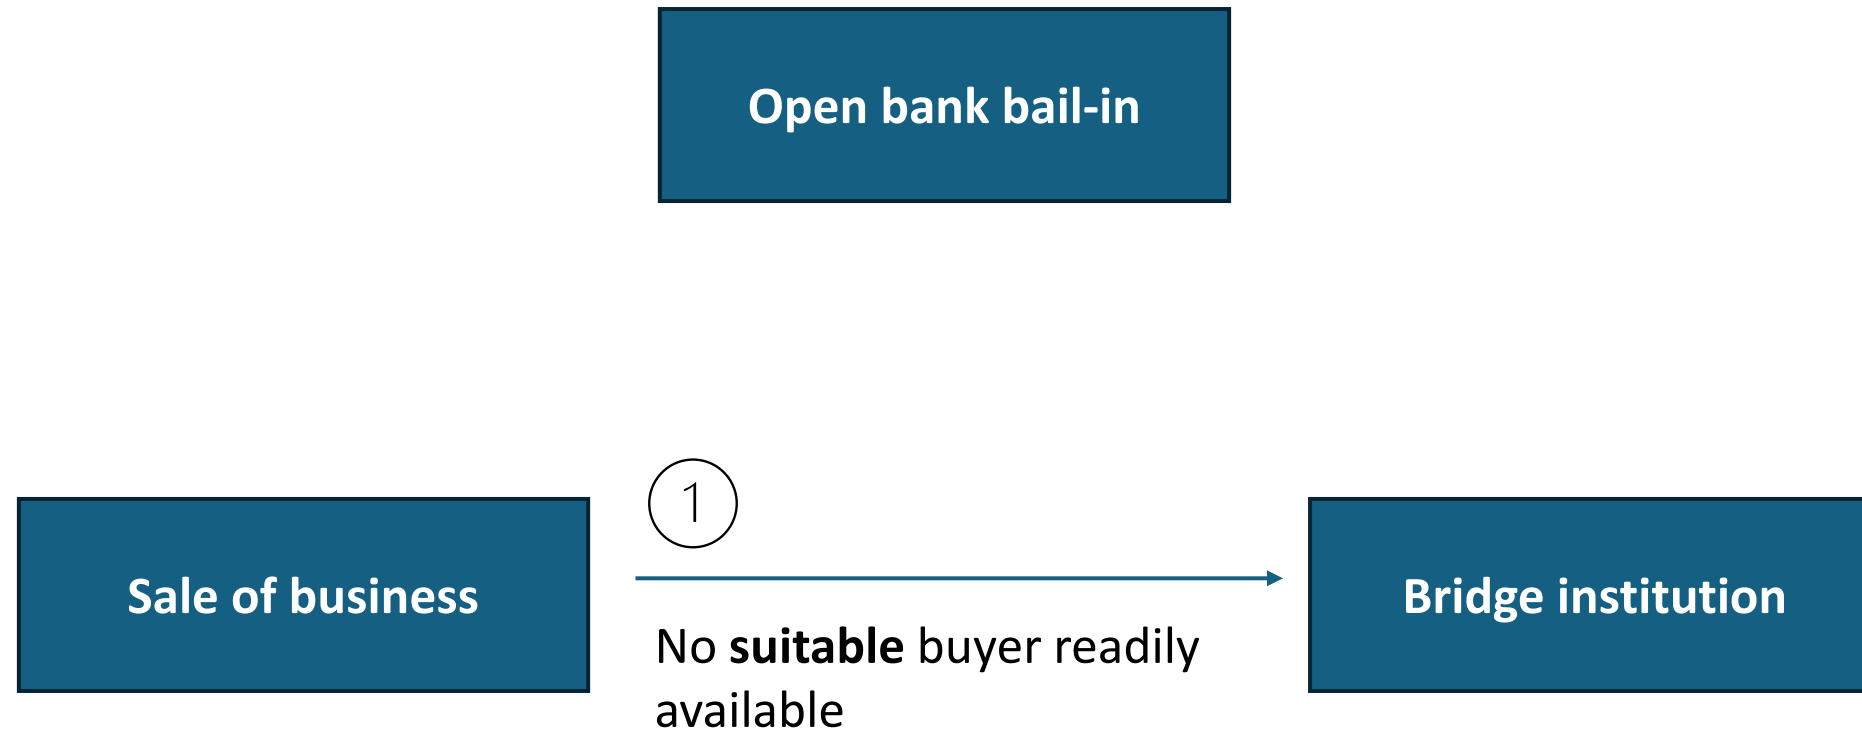 Open bank bail-in
1
Sale of business
Bridge institution
No suitable buyer readily
available